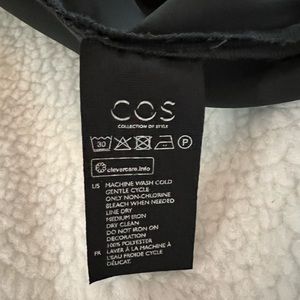 COS
COLLECTION OF STYLE
30 P
clevercare.info
US MACHINE WASH COLD
GENTLE CYCLE
ONLY NON-CHLORINE
BLEACH WHEN NEEDED
LINE DRY
MEDIUM IRON
DRY CLEAN
DO NOT IRON ON
DECORATION
100% POLYESTER
FR LAVER À LA MACHINE À
L'EAU FROIDE CYCLE
DÉLICAT.